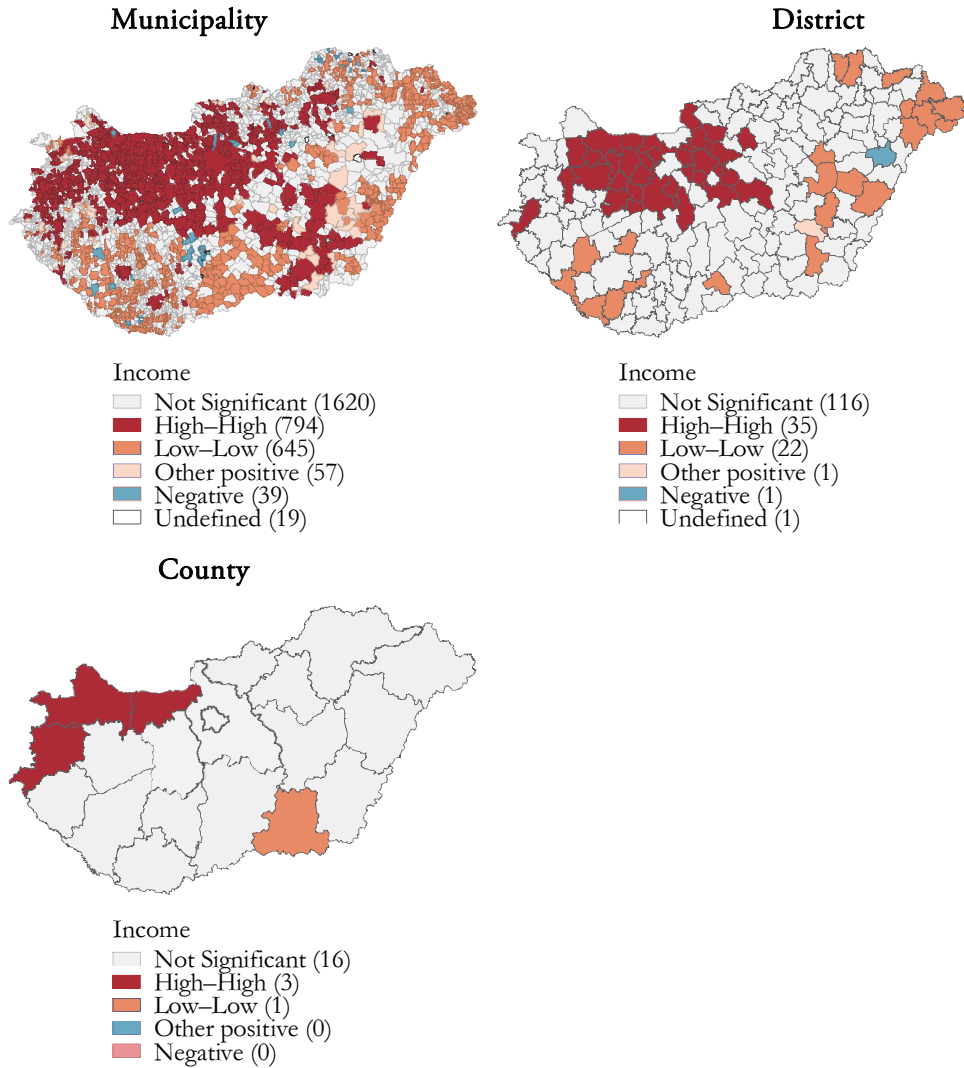 Municipality
District
Income
Not Significant (1620)
High–High (794)
Low–Low (645)
Other positive (57)
Negative (39)
Undefined (19)
Income
Not Significant (116)
High–High (35)
Low–Low (22)
Other positive (1)
Negative (1)
Undefined (1)
County
Income
Not Significant (16)
High–High (3)
Low–Low (1)
Other positive (0)
Negative (0)